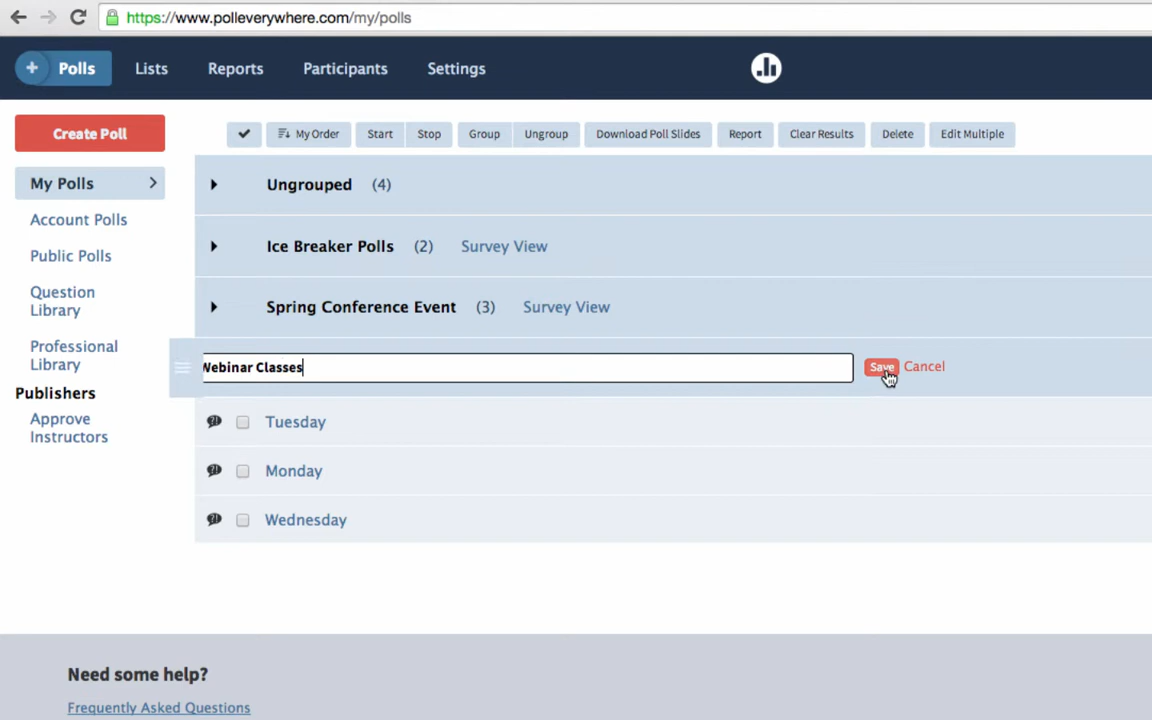 https://www.polleverywhere.com/my/polls
+ Polls Lists Reports Participants Settings
Create Poll
My Order Start Stop Group Ungroup Download Poll Slides Report Clear Results Delete Edit Multiple
My Polls
Account Polls
Public Polls
Question
Library
Professional
Library
Publishers
Approve
Instructors
Ungrouped (4)
Ice Breaker Polls (2) Survey View
Spring Conference Event (3) Survey View
Webinar Classes Save Cancel
Tuesday
Monday
Wednesday
Need some help?
Frequently Asked Questions